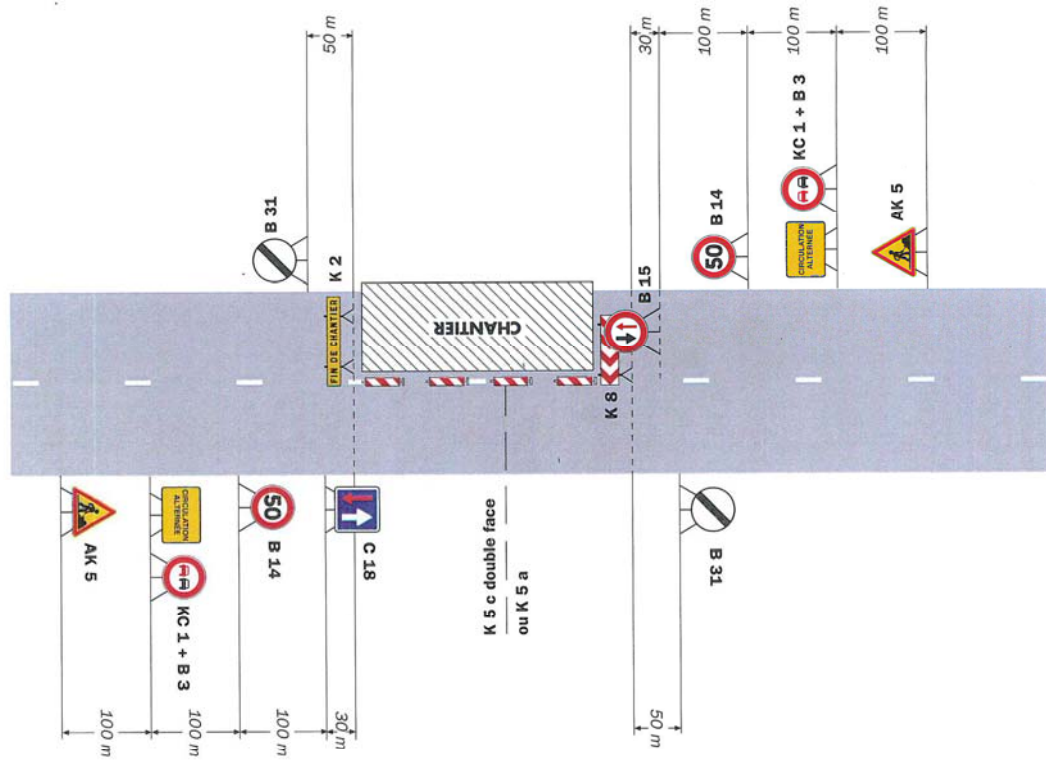 50 m
30 m
100 m
100 m
100 m
B 31
K 2
FIN DE CHANTIER
CHANTIER
B 15
K 8
50
B 14
KC 1 + B 3
CIRCULATION
ALTERNÉE
AK 5
AK 5
CIRCULATION
ALTERNÉE
KC 1 + B 3
50
B 14
C 18
K 5 c double face
ou K 5 a
B 31
100 m
100 m
100 m
30 m
50 m